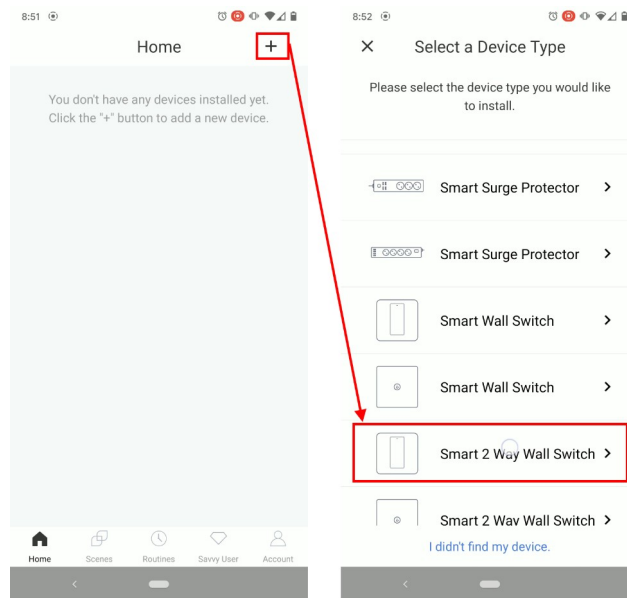 8:51
Home
+
You don't have any devices installed yet.
Click the "+" button to add a new device.
Home
Scenes
Routines
Savvy User
Account
8:52
Select a Device Type
Please select the device type you would like
to install.
Smart Surge Protector
Smart Surge Protector
Smart Wall Switch
Smart Wall Switch
Smart 2 Way Wall Switch
Smart 2 Way Wall Switch
I didn't find my device.